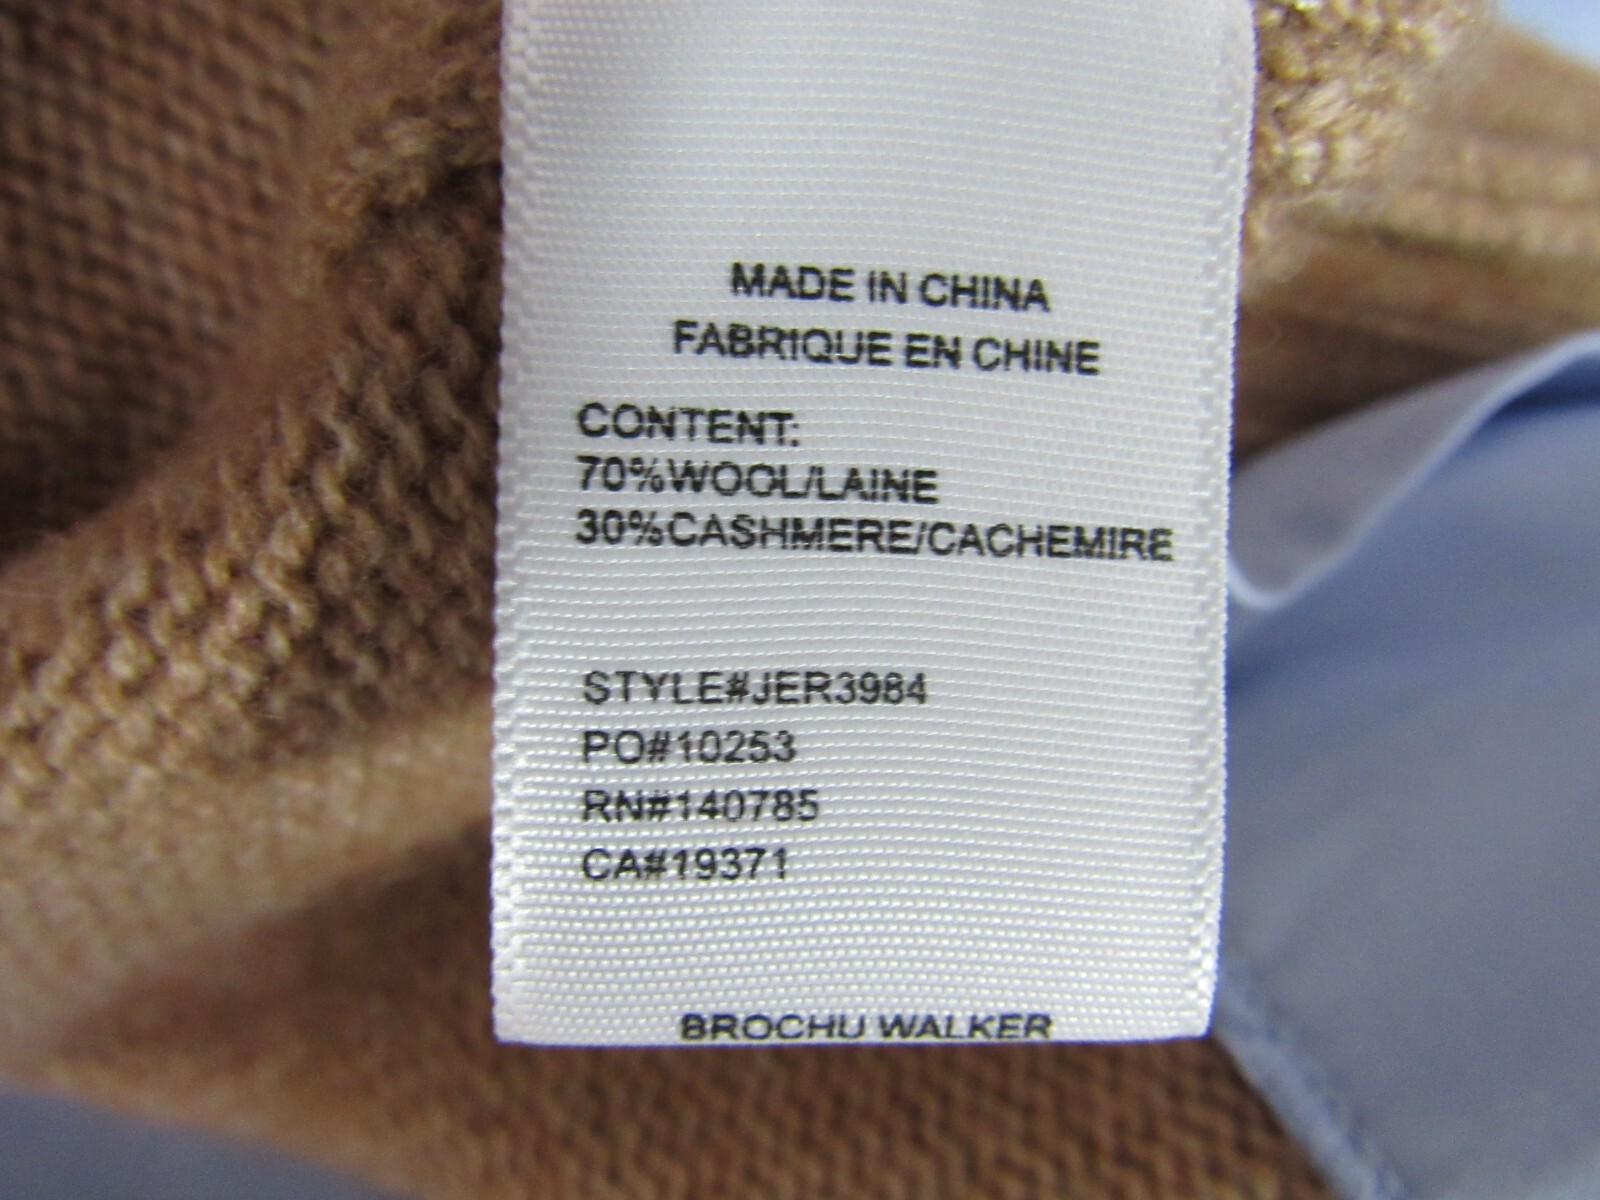 MADE IN CHINA
FABRIQUE EN CHINE
CONTENT:
70%WOOL/LAINE
30%CASHMERE/CACHEMIRE
STYLE#JER3984
PO#10253
RN#140785
CA#19371
BROCHU WALKER